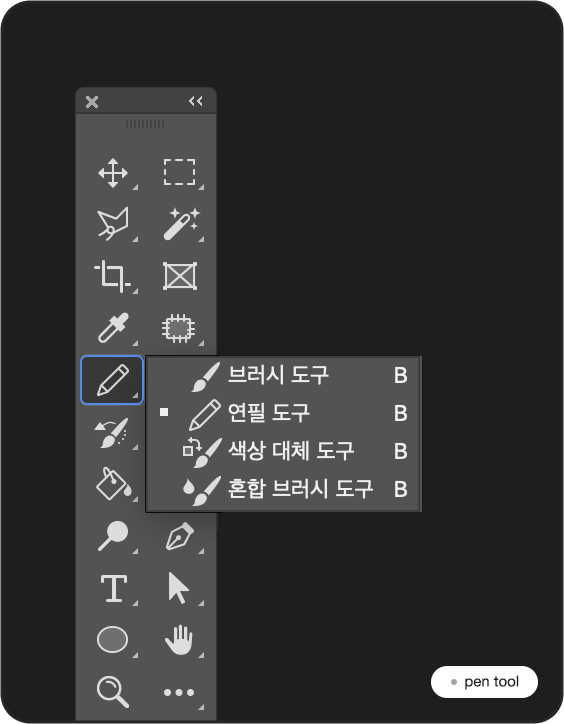 브러시 도구 B
연필 도구 B
색상 대체 도구 B
혼합 브러시 도구 B
T
pen tool